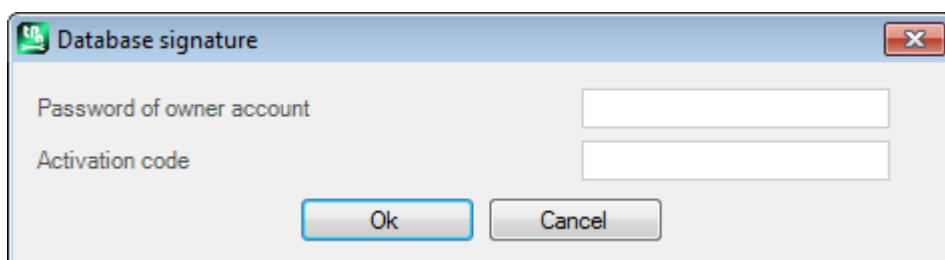 Database signature
Password of owner account
Activation code
Ok Cancel